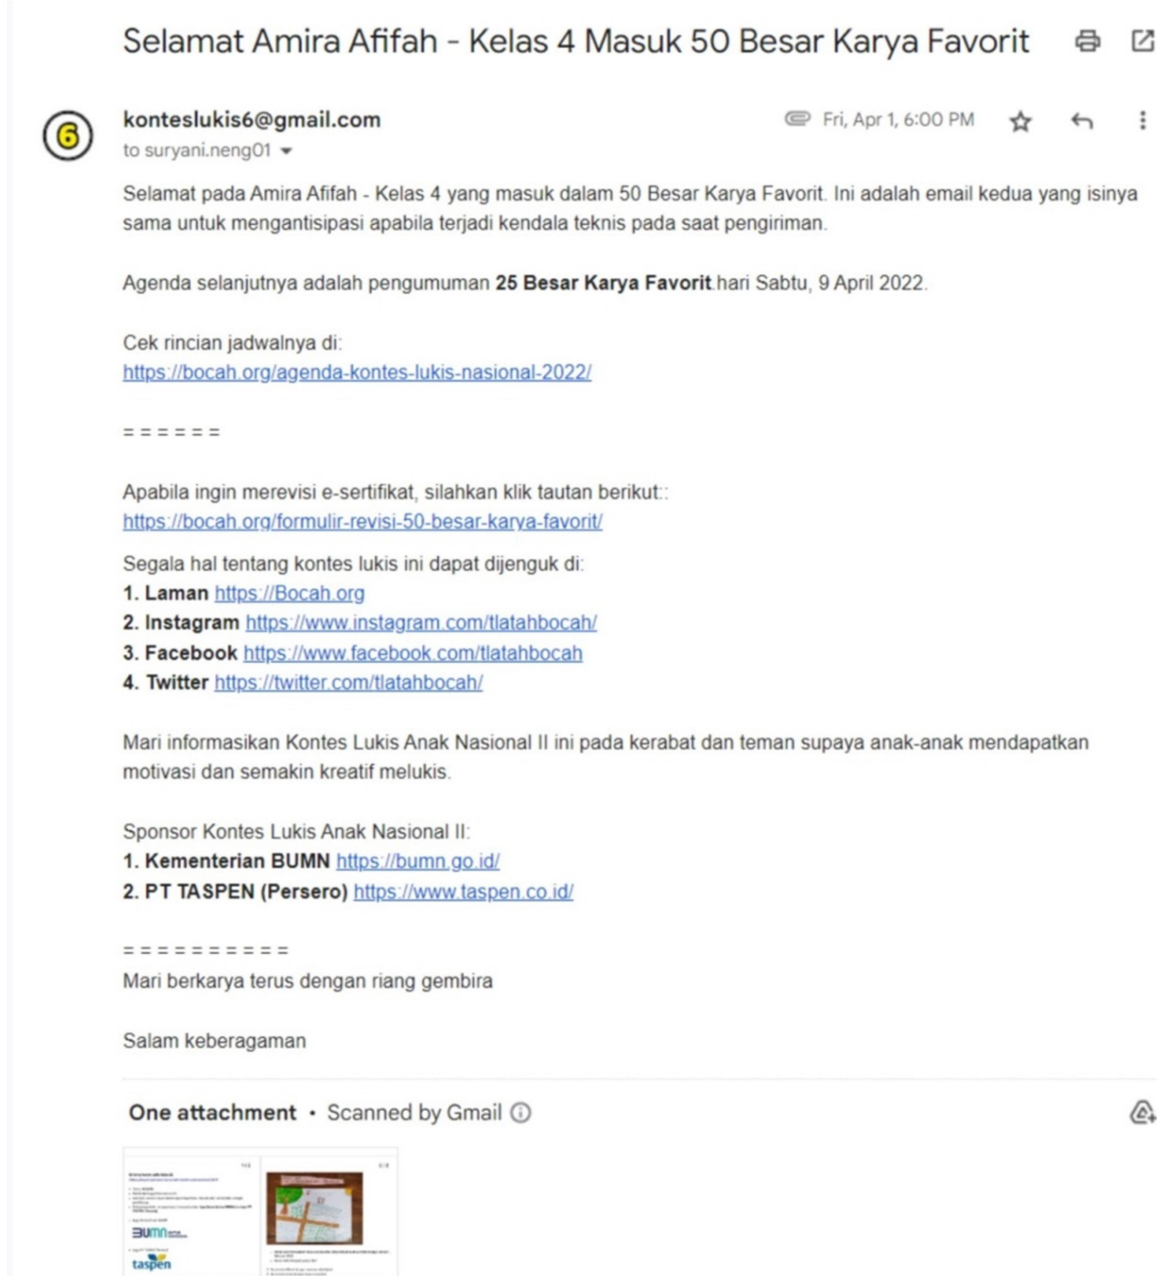 Selamat Amira Afifah - Kelas 4 Masuk 50 Besar Karya Favorit
6
konteslukis6@gmail.com
Fri, Apr 1, 6:00 PM
to suryani.neng01
Selamat pada Amira Afifah - Kelas 4 yang masuk dalam 50 Besar Karya Favorit. Ini adalah email kedua yang isinya
sama untuk mengantisipasi apabila terjadi kendala teknis pada saat pengiriman.
Agenda selanjutnya adalah pengumuman 25 Besar Karya Favorit hari Sabtu, 9 April 2022.
Cek rincian jadwalnya di:
https://bocah.org/agenda-kontes-lukis-nasional-2022/
= = = = = =
Apabila ingin merevisi e-sertifikat, silahkan klik tautan berikut::
https://bocah.org/formulir-revisi-50-besar-karya-favorit/
Segala hal tentang kontes lukis ini dapat dijenguk di:
1. Laman https://Bocah.org
2. Instagram https://www.instagram.com/tlatahbocah/
3. Facebook https://www.facebook.com/tlatahbocah
4. Twitter https://twitter.com/tlatahbocah/
Mari informasikan Kontes Lukis Anak Nasional II ini pada kerabat dan teman supaya anak-anak mendapatkan
motivasi dan semakin kreatif melukis.
Sponsor Kontes Lukis Anak Nasional II:
1. Kementerian BUMN https://bumn.go.id/
2. PT TASPEN (Persero) https://www.taspen.co.id/
= = = = = = = = = =
Mari berkarya terus dengan riang gembira
Salam keberagaman
One attachment • Scanned by Gmail
BUMN
taspen